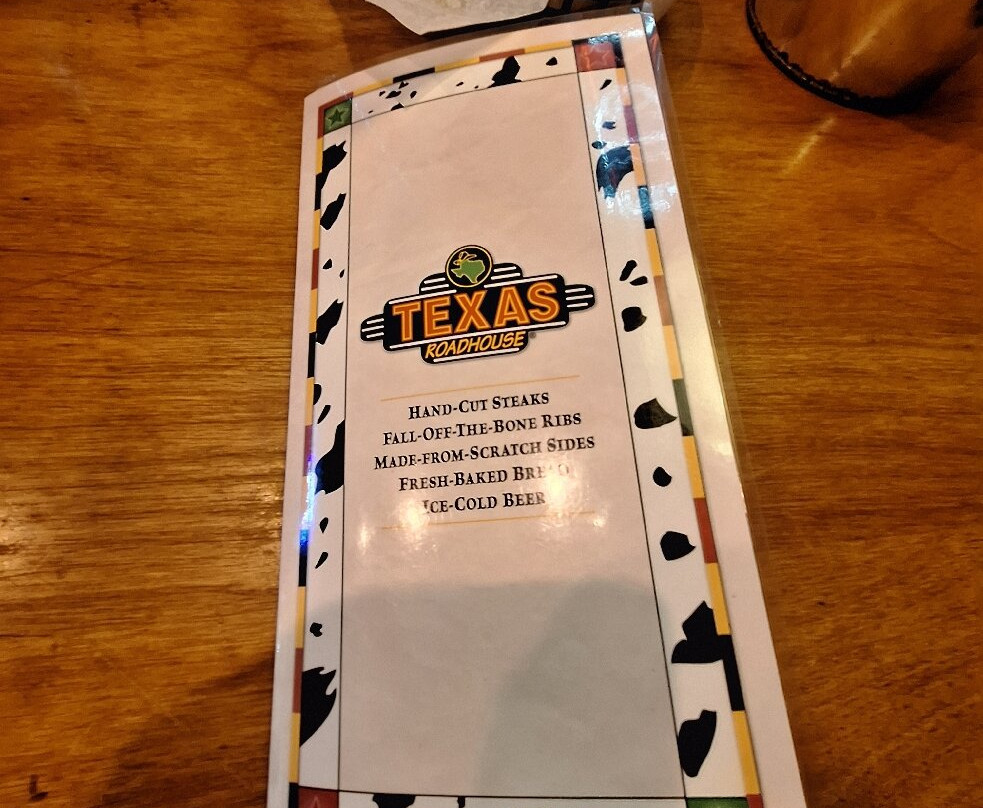 TEXAS
ROADHOUSE
HAND-CUT STEAKS
FALL-OFF-THE-BONE RIBS
MADE-FROM-SCRATCH SIDES
FRESH-BAKED BREAD
ICE-COLD BEER